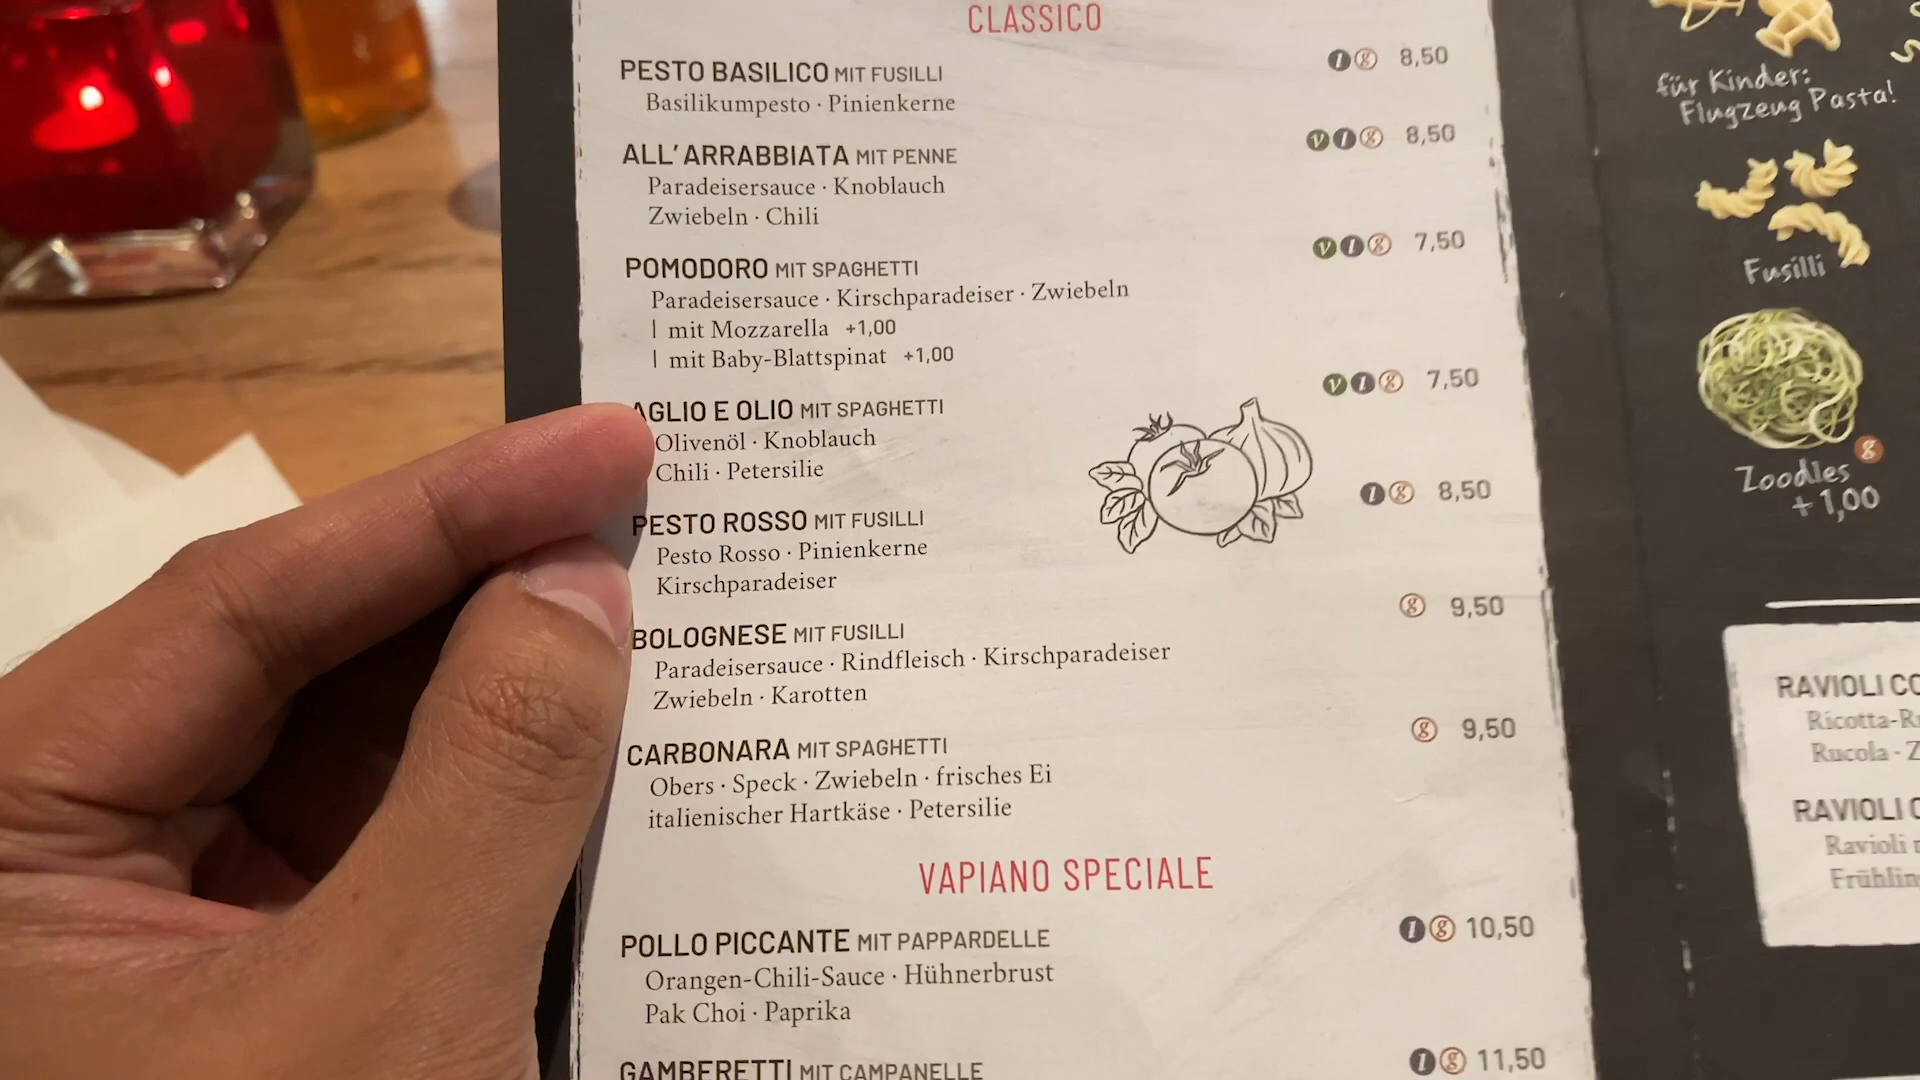 CLASSICO
PESTO BASILICO MIT FUSILLI l g 8,50
Basilikumpesto · Pinienkerne
ALL' ARRABBIATA MIT PENNE v l g 8,50
Paradeisersauce · Knoblauch
Zwiebeln · Chili
POMODORO MIT SPAGHETTI v l g 7,50
Paradeisersauce · Kirschparadeiser · Zwiebeln
| mit Mozzarella +1,00
| mit Baby-Blattspinat +1,00
AGLIO E OLIO MIT SPAGHETTI v l g 7,50
Olivenöl · Knoblauch
Chili · Petersilie
PESTO ROSSO MIT FUSILLI l g 8,50
Pesto Rosso · Pinienkerne
Kirschparadeiser
BOLOGNESE MIT FUSILLI g 9,50
Paradeisersauce · Rindfleisch · Kirschparadeiser
Zwiebeln · Karotten
CARBONARA MIT SPAGHETTI g 9,50
Obers · Speck · Zwiebeln · frisches Ei
italienischer Hartkäse · Petersilie
VAPIANO SPECIALE
POLLO PICCANTE MIT PAPPARDELLE l g 10,50
Orangen-Chili-Sauce · Hühnerbrust
Pak Choi · Paprika
GAMBERETTI MIT CAMPANELLE l g 11,50
für Kinder:
Flugzeug Pasta!
Fusilli
Zoodles g
+1,00
RAVIOLI
Rucola
RAVIOLI
Ravioli